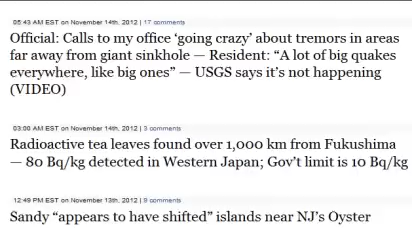 05:43 AM EST on November 14th, 2012 | 17 comments
Official: Calls to my office ‘going crazy’ about tremors in areas
far away from giant sinkhole — Resident: “A lot of big quakes
everywhere, like big ones” — USGS says it’s not happening
(VIDEO)
03:00 AM EST on November 14th, 2012 | 3 comments
Radioactive tea leaves found over 1,000 km from Fukushima
— 80 Bq/kg detected in Western Japan; Gov’t limit is 10 Bq/kg
12:49 PM EST on November 13th, 2012 | 9 comments
Sandy “appears to have shifted” islands near NJ’s Oyster